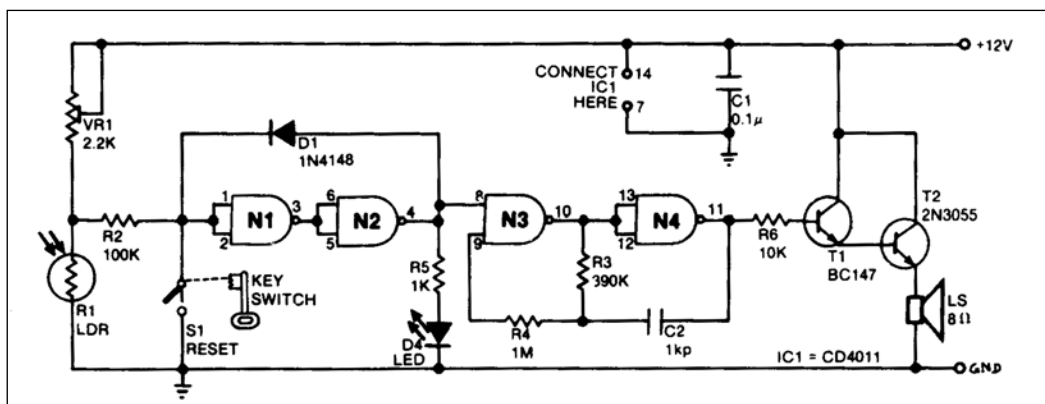 +12V
CONNECT
IC1
HERE
14
7
C1
0.1µ
VR1
2.2K
D1
1N4148
T2
2N3055
1
2
N1
3
6
5
N2
4
8
9
N3
10
13
12
N4
11
R2
100K
R6
10K
T1
BC147
R5
1K
R3
390K
KEY
SWITCH
R1
LDR
S1
RESET
D4
LED
R4
1M
C2
1kp
LS
8Ω
IC1 = CD4011
GND